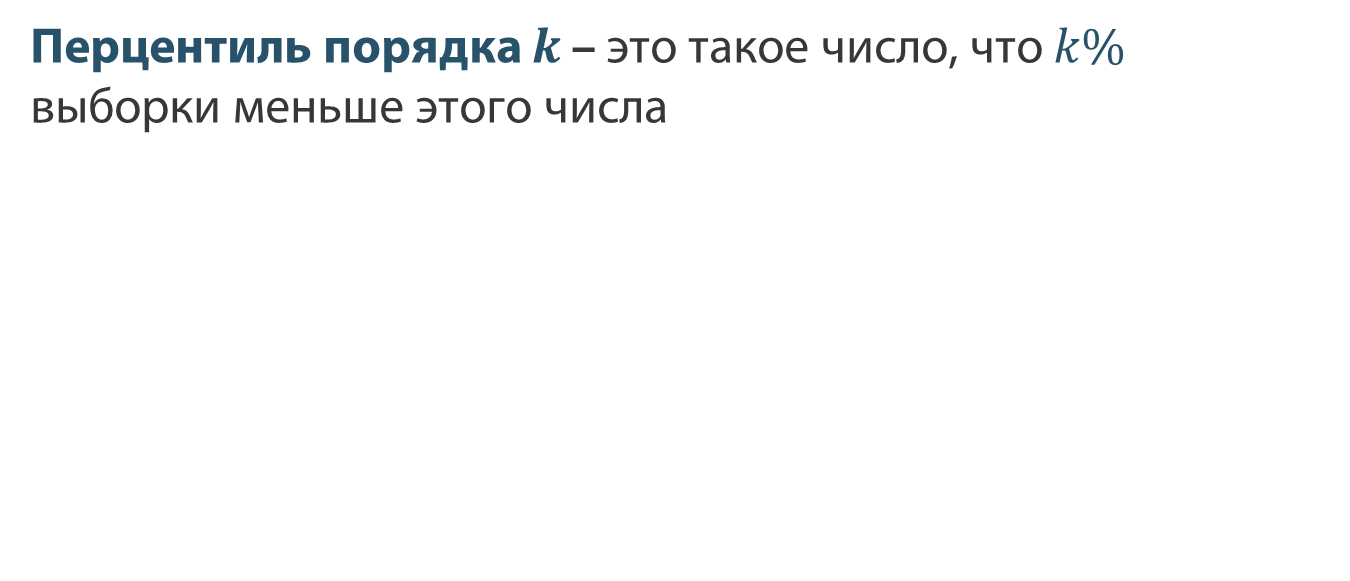 Перцентиль порядка k – это такое число, что k%
выборки меньше этого числа